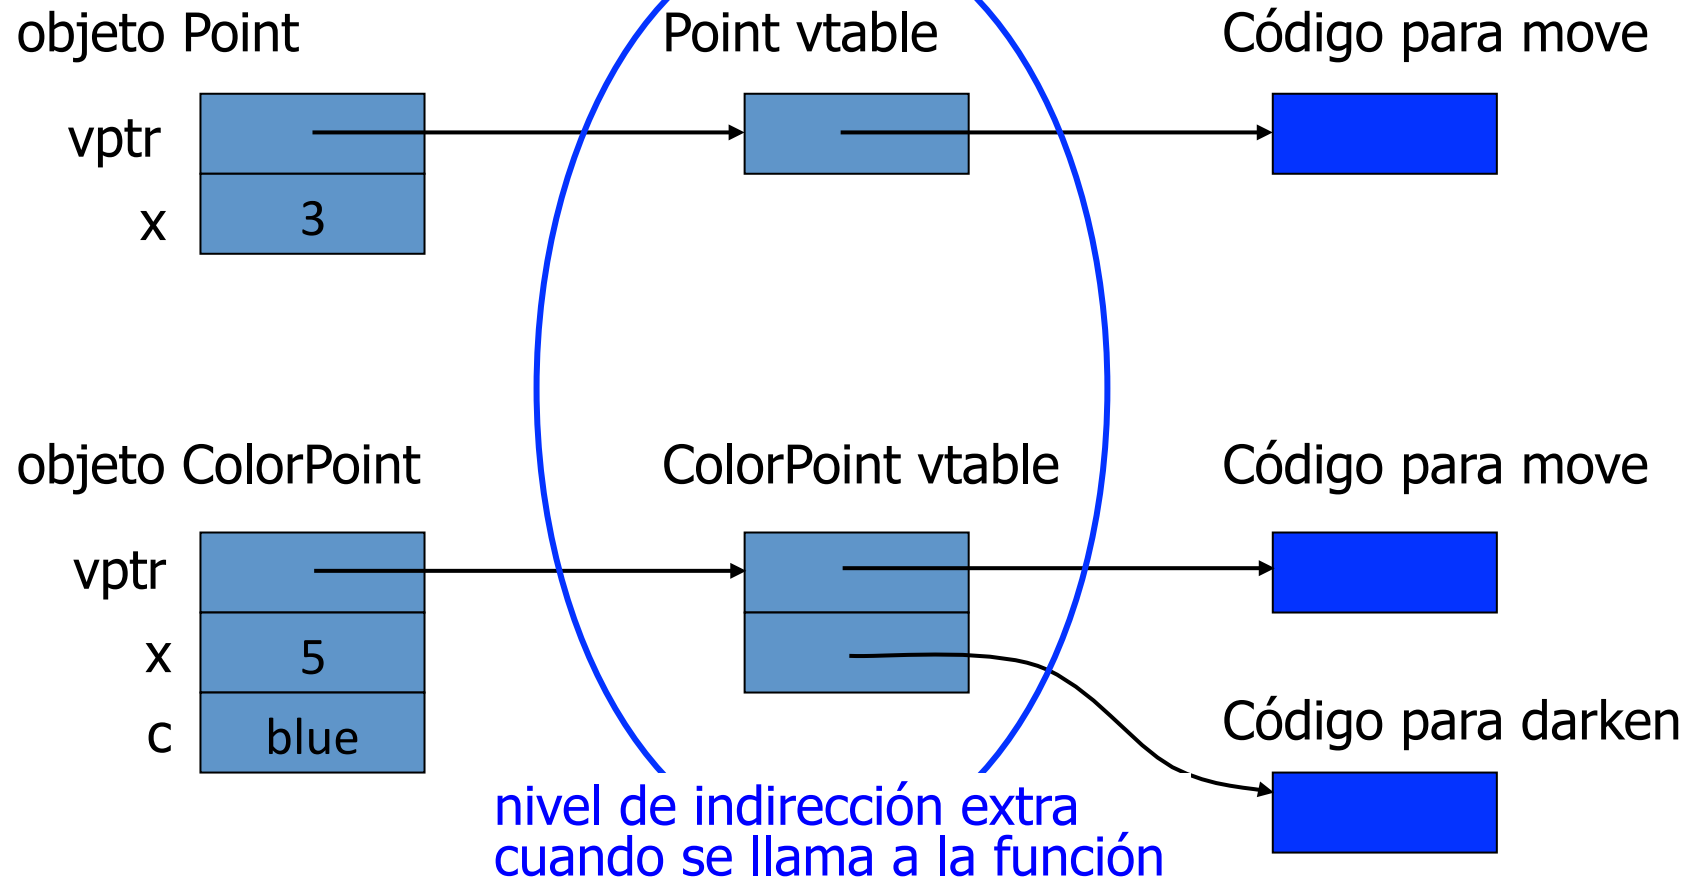 objeto Point
Point vtable
Código para move
vptr
x
3
objeto ColorPoint
ColorPoint vtable
Código para move
vptr
x
5
c
blue
Código para darken
nivel de indirección extra
cuando se llama a la función